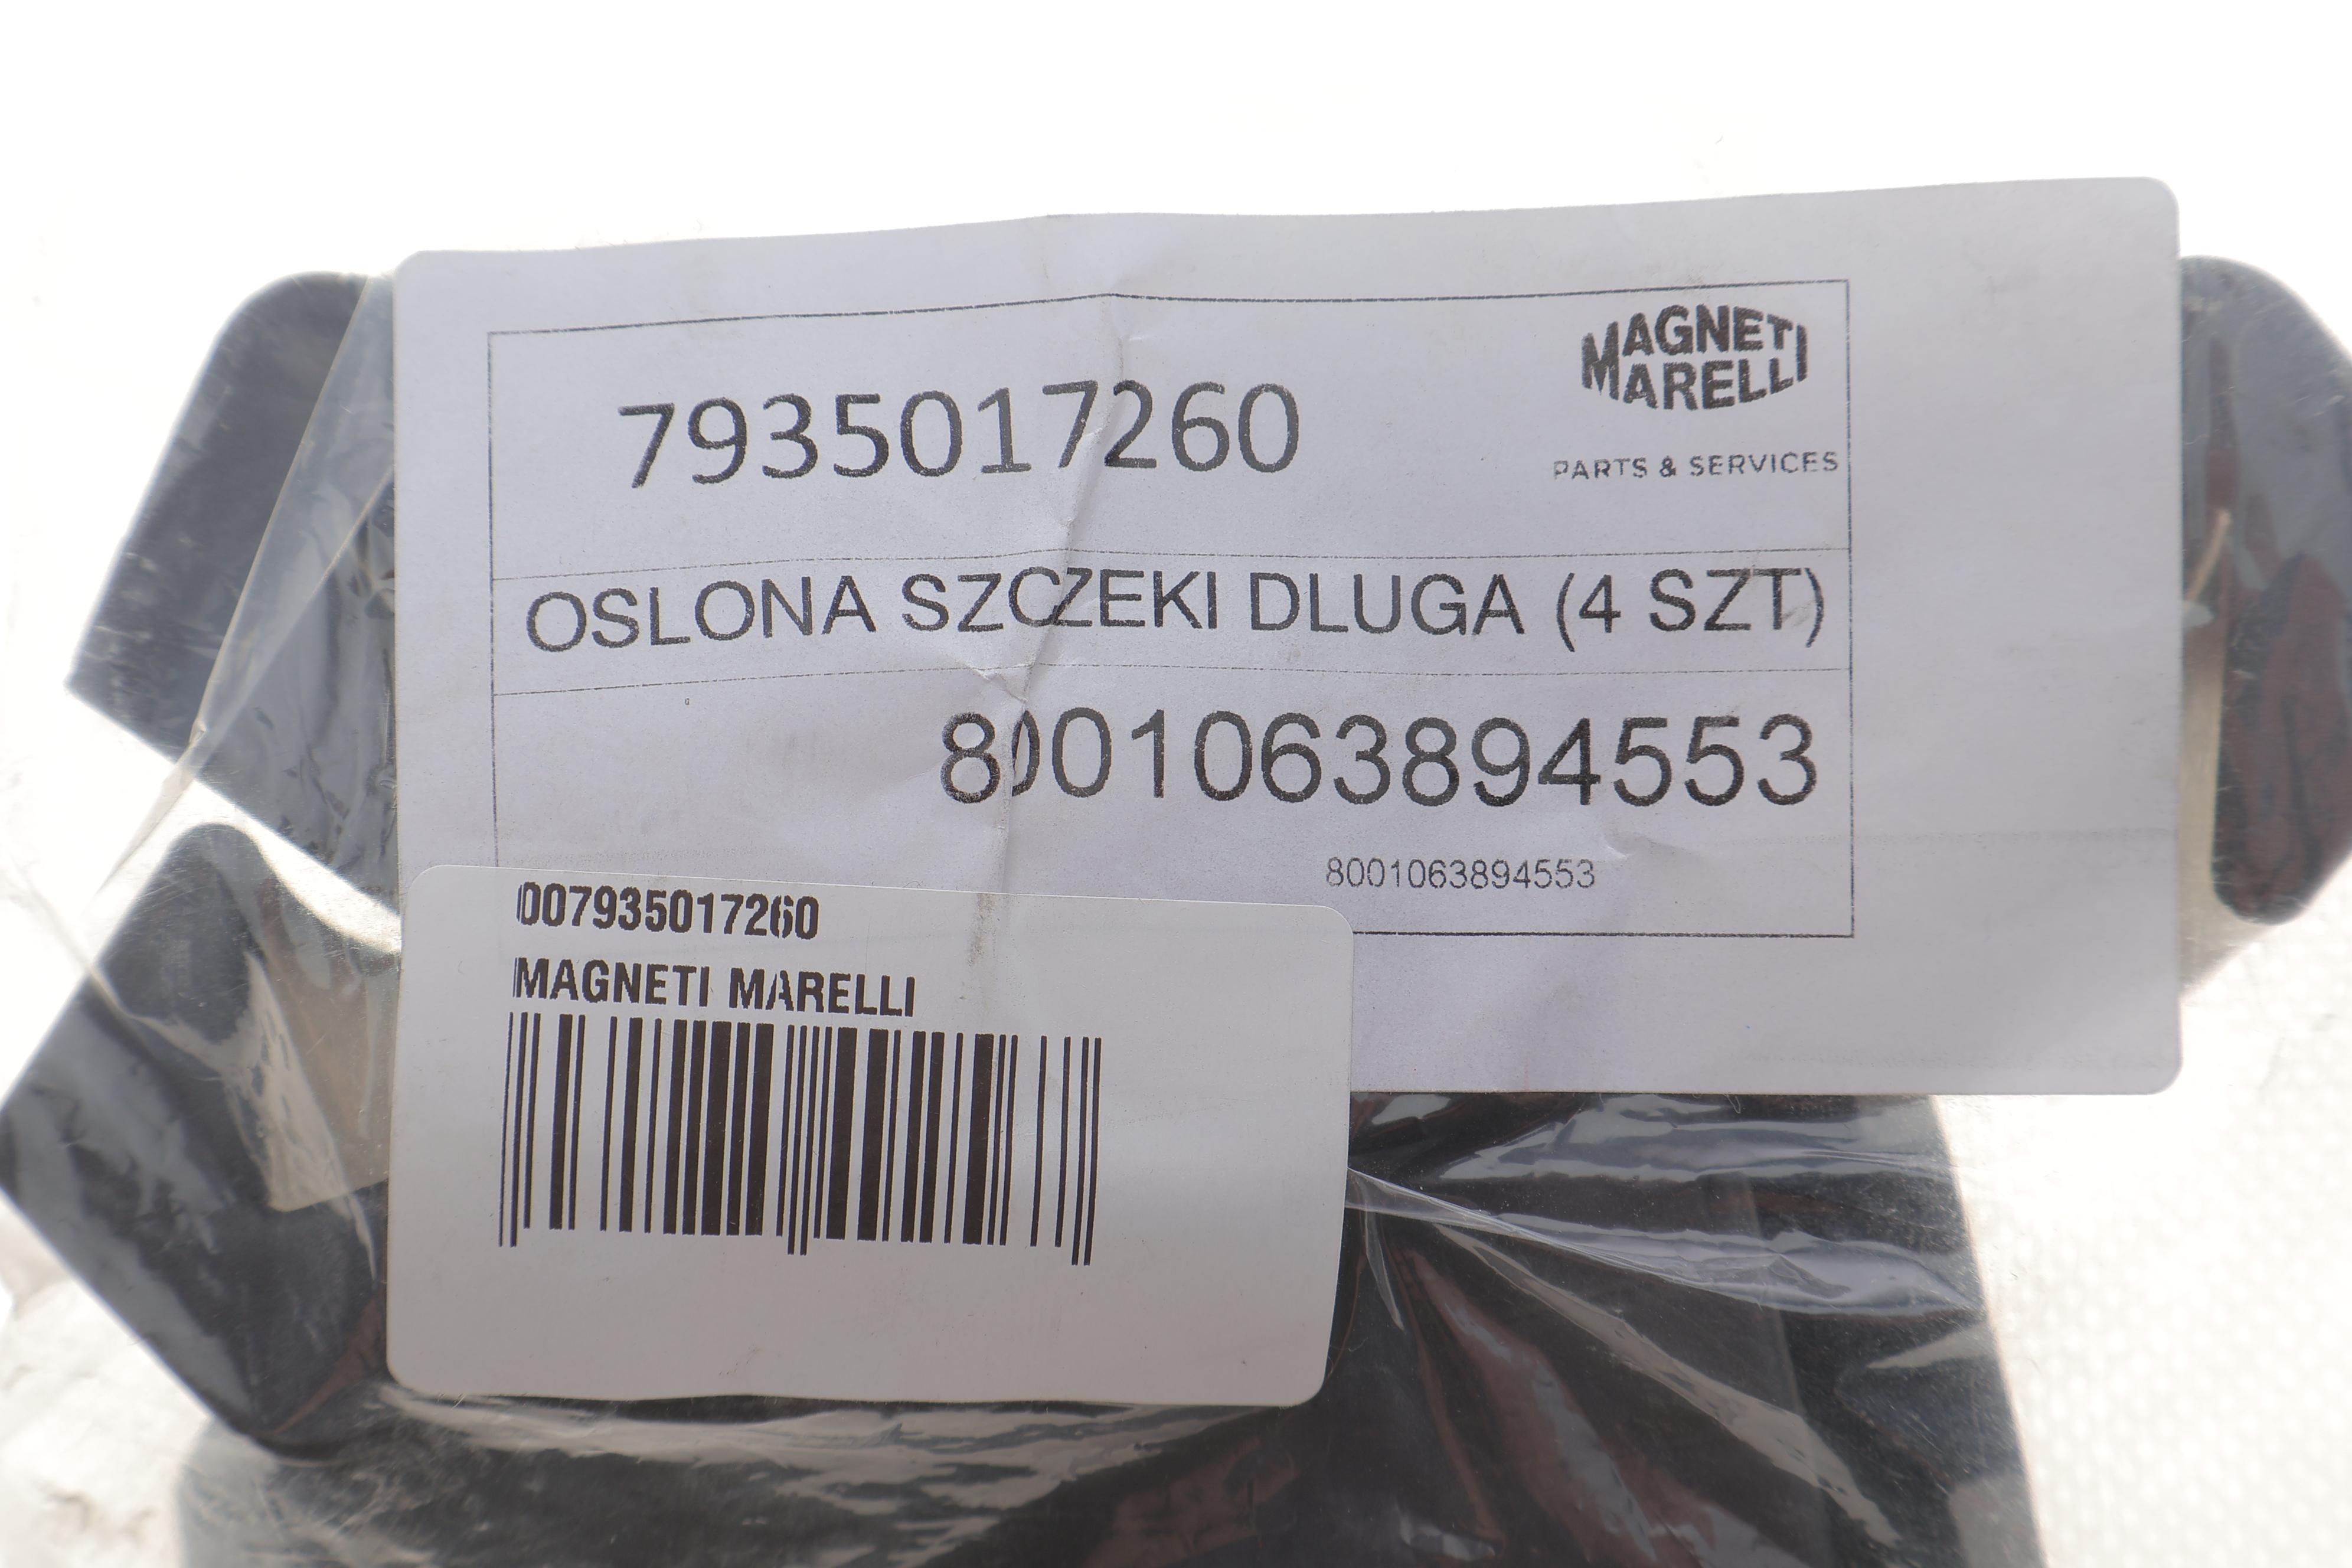 MAGNETI
MARELLI
7935017260
PARTS & SERVICES
OSLONA SZCZEKI DLUGA (4 SZT)
8001063894553
8001063894553
007935017260
MAGNETI MARELLI